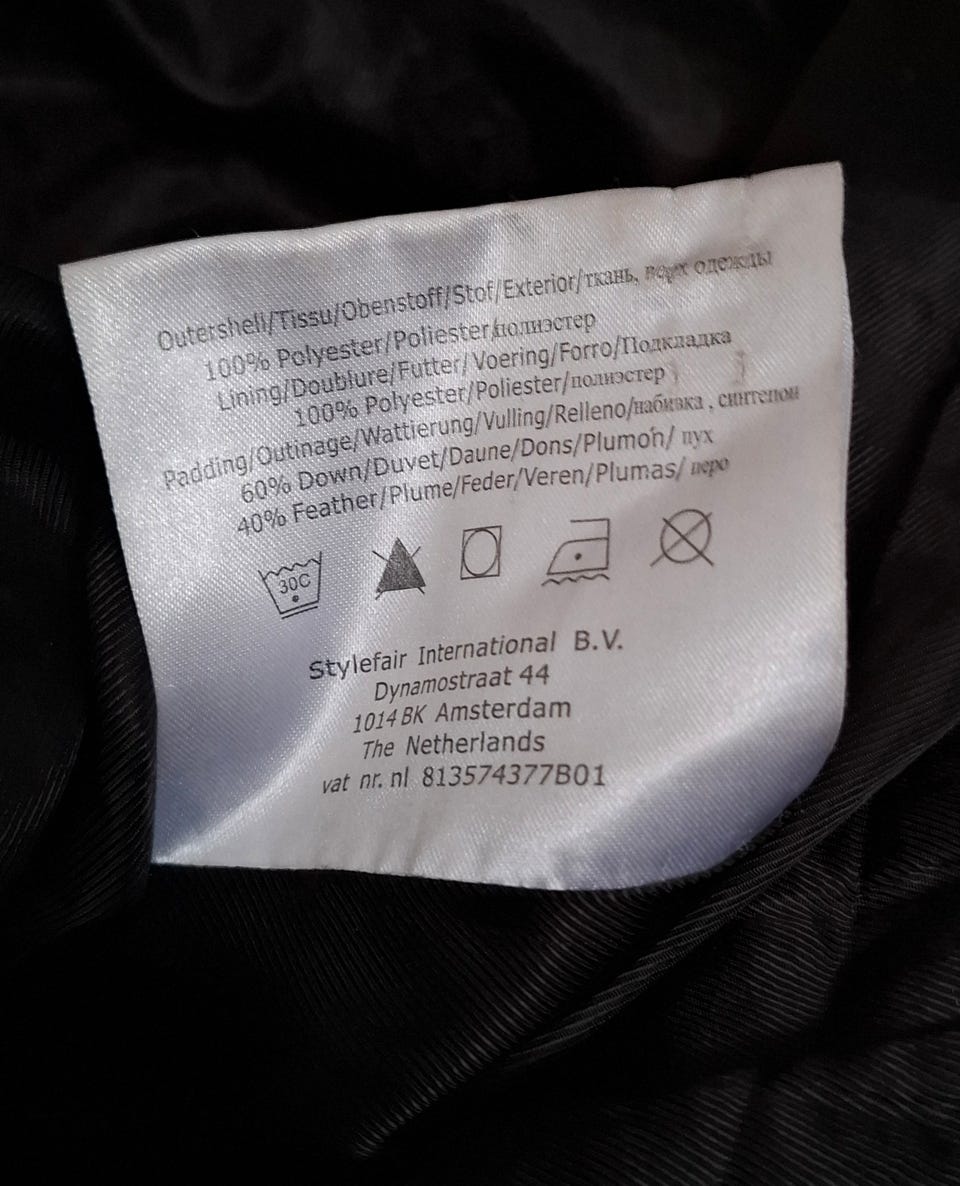 Outershell/Tissu/Obenstoff/Stof/Exterior/ткань, верх одежды
100% Polyester/Poliester/полиэстер
Lining/Doublure/Futter/Voering/Forro/Подкладка
100% Polyester/Poliester/полиэстер
Padding/Outinage/Wattierung/Vulling/Relleno/набивка , синтепон
60% Down/Duvet/Daune/Dons/Plumon/ пух
40% Feather/Plume/Feder/Veren/Plumas/ перо
30C
Stylefair International B.V.
Dynamostraat 44
1014 BK Amsterdam
The Netherlands
vat nr. nl 813574377B01